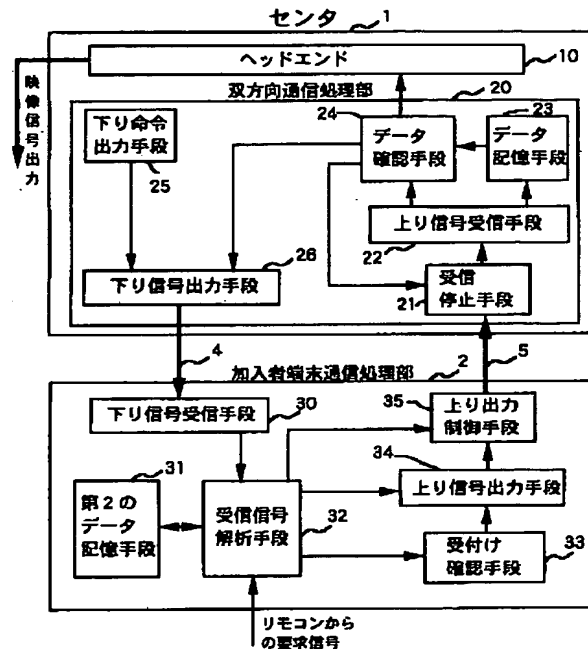 センタ
1
ヘッドエンド
10
映像信号出力
双方向通信処理部
20
下り命令
出力手段
25
24
データ
確認手段
23
データ
記憶手段
上り信号受信手段
22
26
下り信号出力手段
受信
停止手段
21
4
5
加入者端末通信処理部
2
下り信号受信手段
30
35
上り出力
制御手段
34
上り信号出力手段
31
第2の
データ
記憶手段
受信信号
解析手段
32
受付け
確認手段
33
リモコンから
の要求信号